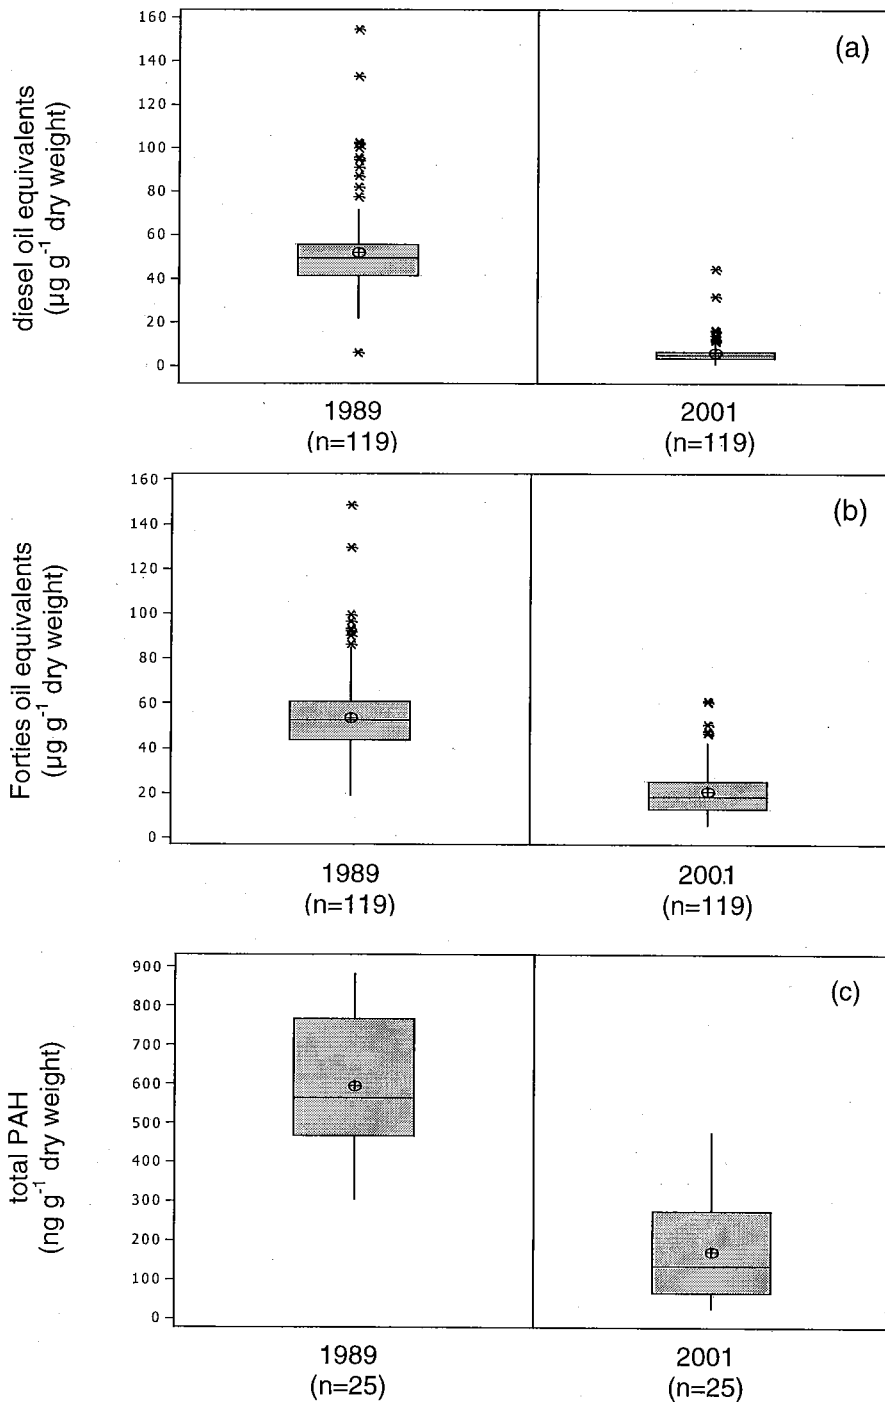 diesel oil equivalents
(µg g-1 dry weight)
160
140
120
100
80
60
40
20
0
(a)
1989
(n=119)
2001
(n=119)
Forties oil equivalents
(µg g-1 dry weight)
160
140
120
100
80
60
40
20
0
(b)
1989
(n=119)
2001
(n=119)
total PAH
(ng g-1 dry weight)
900
800
700
600
500
400
300
200
100
0
(c)
1989
(n=25)
2001
(n=25)